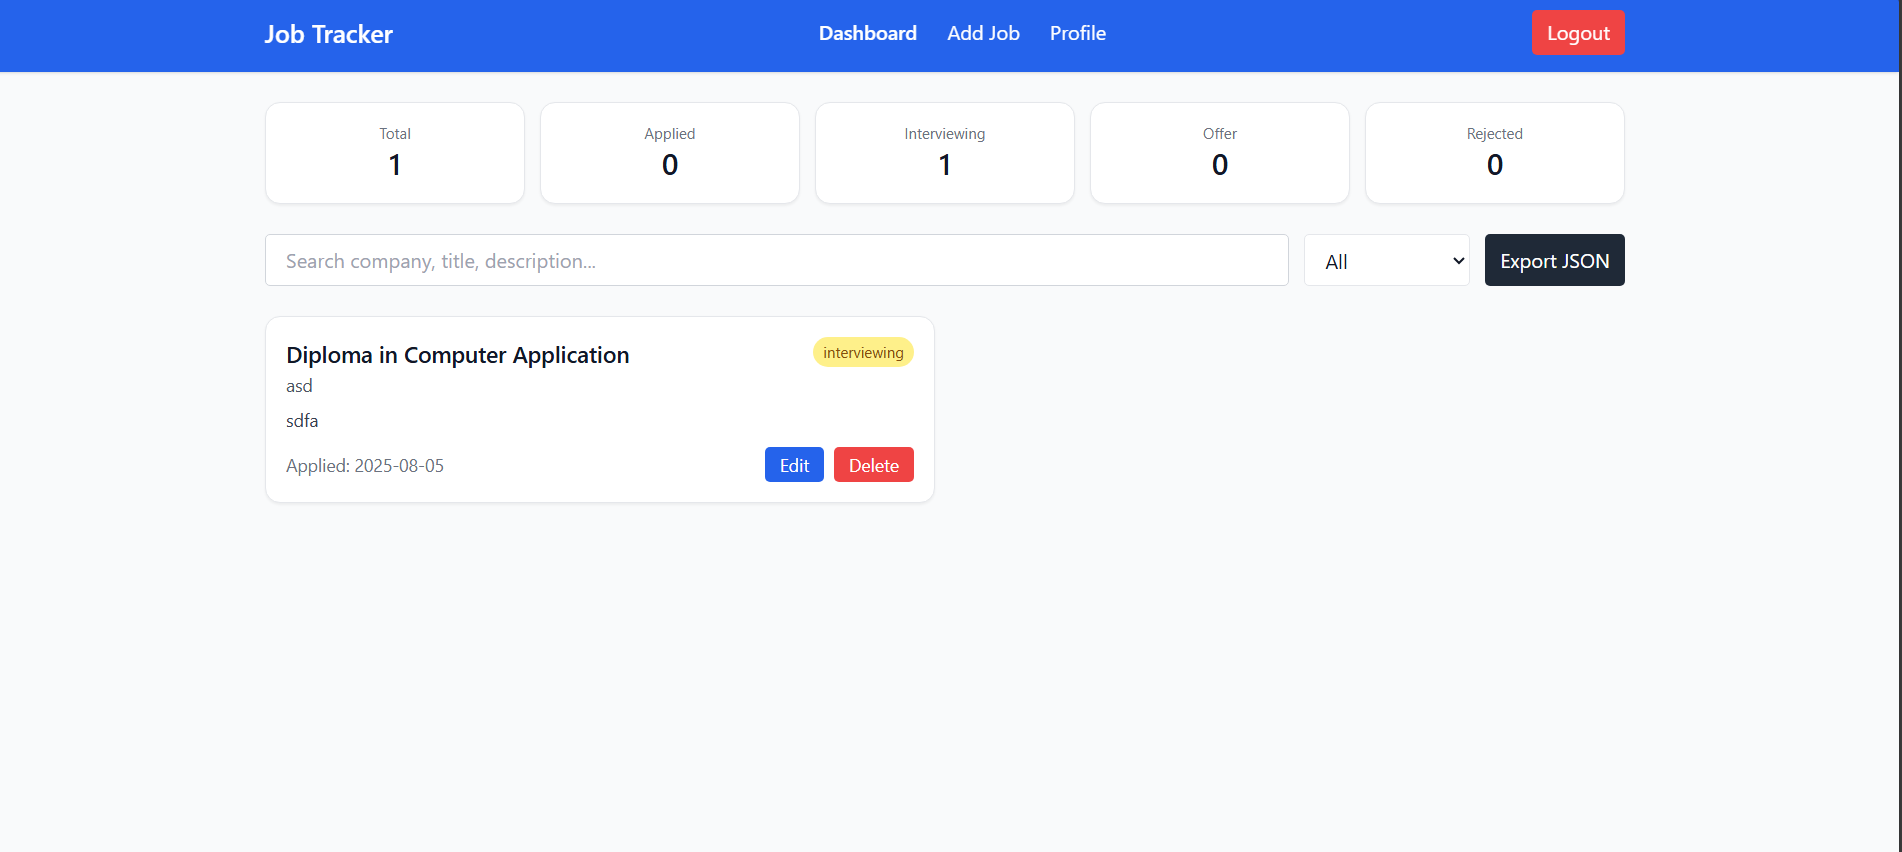 Job Tracker
Dashboard
Add Job
Profile
Logout
Total
1
Applied
0
Interviewing
1
Offer
0
Rejected
0
Search company, title, description...
All
Export JSON
Diploma in Computer Application
interviewing
asd
sdfa
Applied: 2025-08-05
Edit
Delete